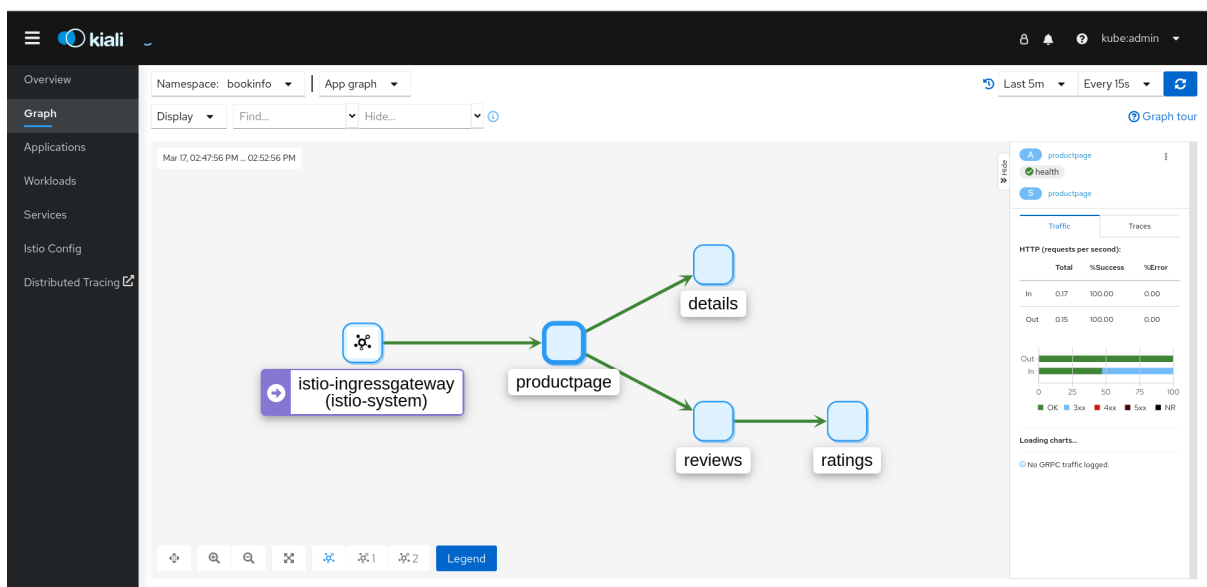 kiali
kube:admin
Overview
Graph
Applications
Workloads
Services
Istio Config
Distributed Tracing
Namespace: bookinfo
App graph
Last 5m
Every 15s
Display
Find...
Hide...
Graph tour
Mar 17, 02:47:56 PM ... 02:52:56 PM
istio-ingressgateway
(istio-system)
productpage
details
reviews
ratings
1
2
Legend
Hide
A productpage
health
S productpage
Traffic Traces
HTTP (requests per second):
Total %Success %Error
In 0.17 100.00 0.00
Out 0.15 100.00 0.00
Out
In
0 25 50 75 100
OK 3xx 4xx 5xx NR
Loading charts...
No GRPC traffic logged.